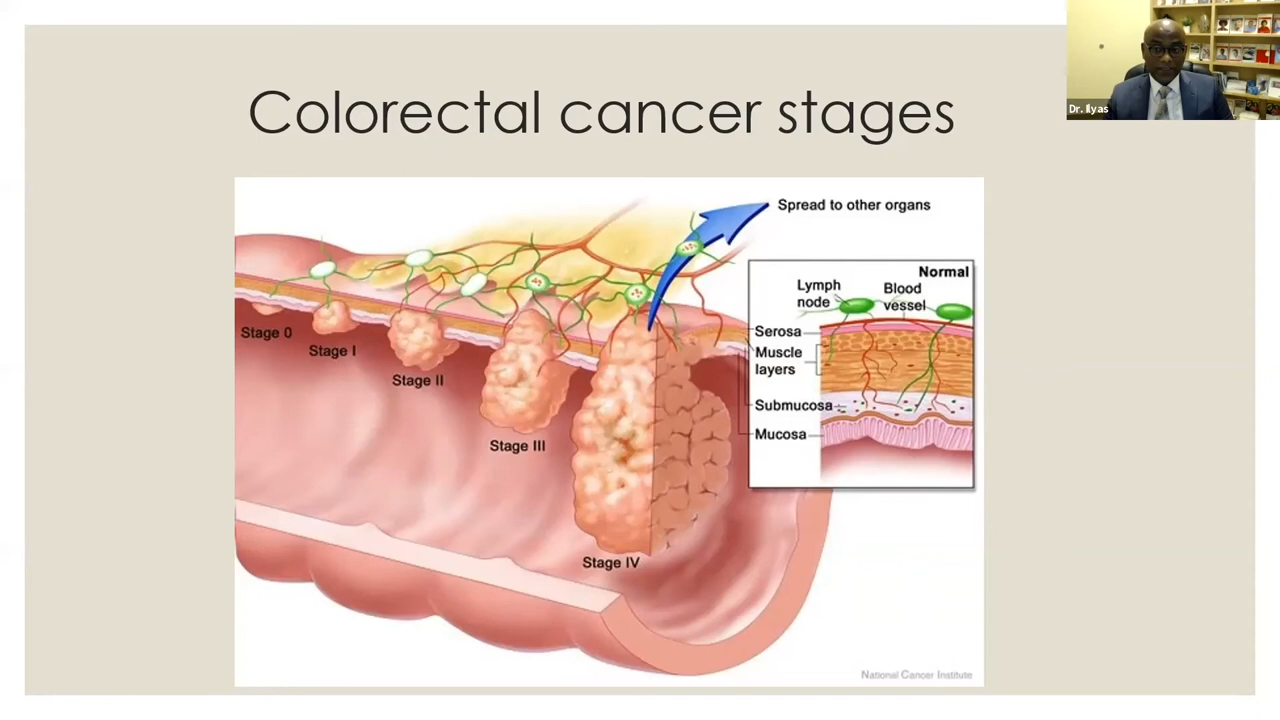 Colorectal cancer stages
Dr. Ilyas
Spread to other organs
Normal
Lymph
node
Blood
vessel
Serosa
Muscle
layers
Submucosa
Mucosa
Stage 0
Stage I
Stage II
Stage III
Stage IV
National Cancer Institute